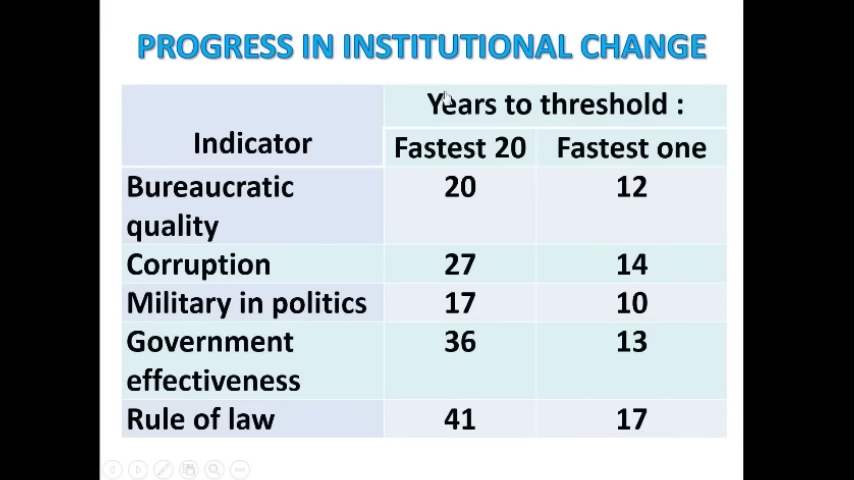 PROGRESS IN INSTITUTIONAL CHANGE
Years to threshold :
Indicator
Fastest 20 Fastest one
Bureaucratic quality 20 12
Corruption 27 14
Military in politics 17 10
Government effectiveness 36 13
Rule of law 41 17